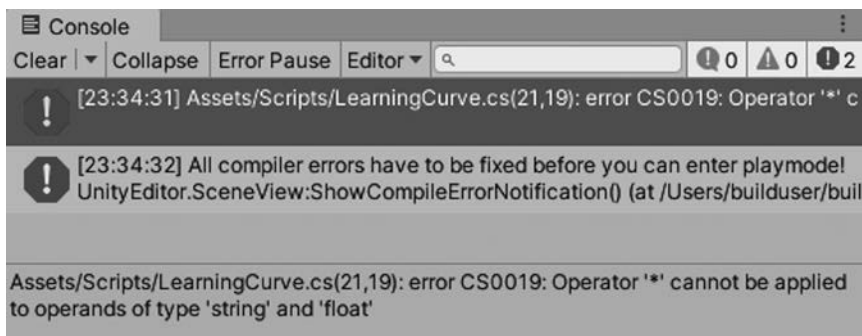 Console
Clear Collapse Error Pause Editor 0 0 2
[23:34:31] Assets/Scripts/LearningCurve.cs(21,19): error CS0019: Operator '*' c
[23:34:32] All compiler errors have to be fixed before you can enter playmode!
UnityEditor.SceneView:ShowCompileErrorNotification() (at /Users/builduser/buil
Assets/Scripts/LearningCurve.cs(21,19): error CS0019: Operator '*' cannot be applied
to operands of type 'string' and 'float'